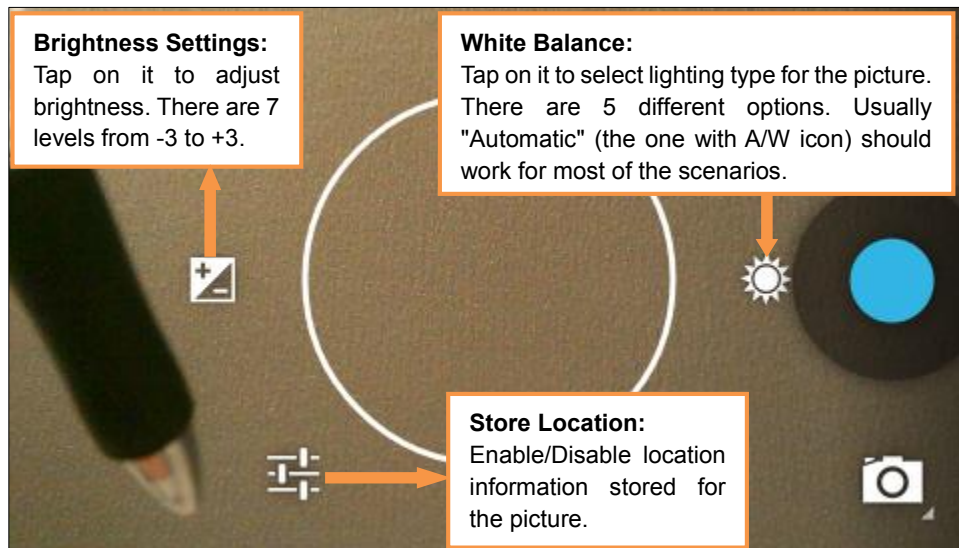 Brightness Settings:
Tap on it to adjust
brightness. There are 7
levels from -3 to +3.
White Balance:
Tap on it to select lighting type for the picture.
There are 5 different options. Usually
"Automatic" (the one with A/W icon) should
work for most of the scenarios.
Store Location:
Enable/Disable location
information stored for
the picture.